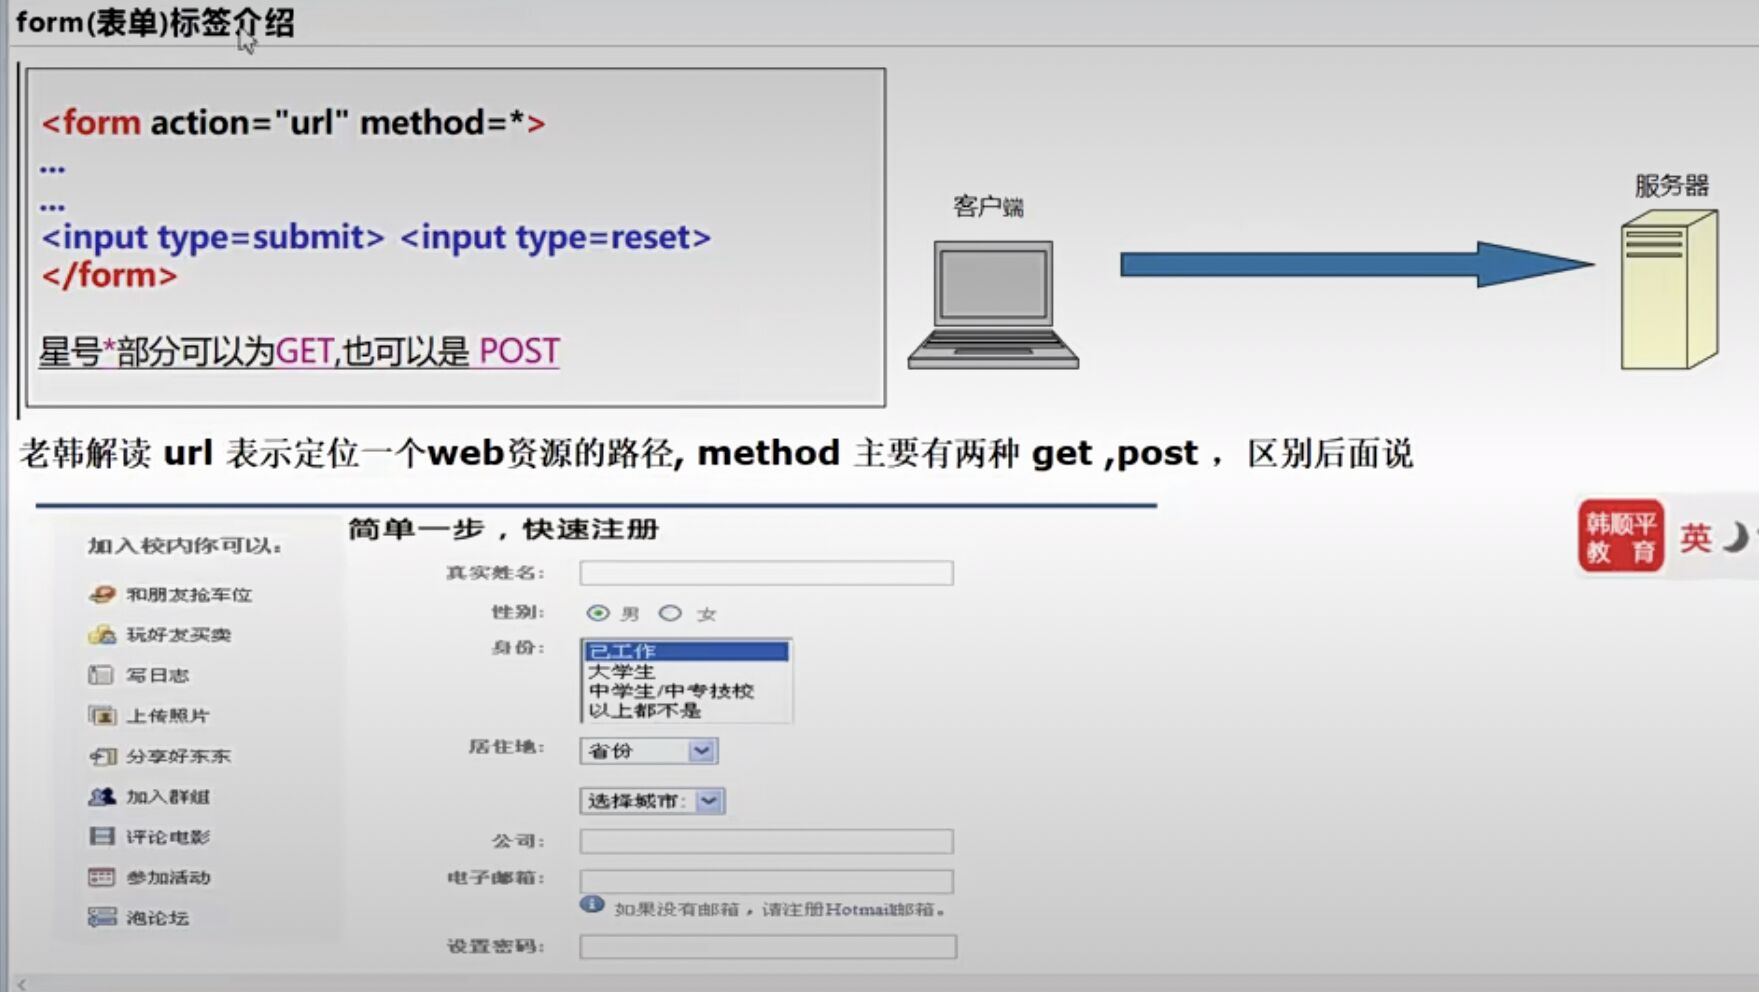 form(表单)标签介绍
<form action="url" method=*>
...
...
<input type=submit> <input type=reset>
</form>
星号*部分可以为GET,也可以是 POST
客户端
服务器
老韩解读 url 表示定位一个web资源的路径, method 主要有两种 get ,post ，区别后面说
加入校内你可以：
和朋友抢车位
玩好友买卖
写日志
上传照片
分享好东东
加入群组
评论电影
参加活动
泡论坛
简单一步，快速注册
真实姓名：
性别： 男 女
身份： 已工作
大学生
中学生/中专技校
以上都不是
居住地： 省份
选择城市：
公司：
电子邮箱：
如果没有邮箱，请注册Hotmail邮箱。
设置密码：
韩顺平
教 育
英